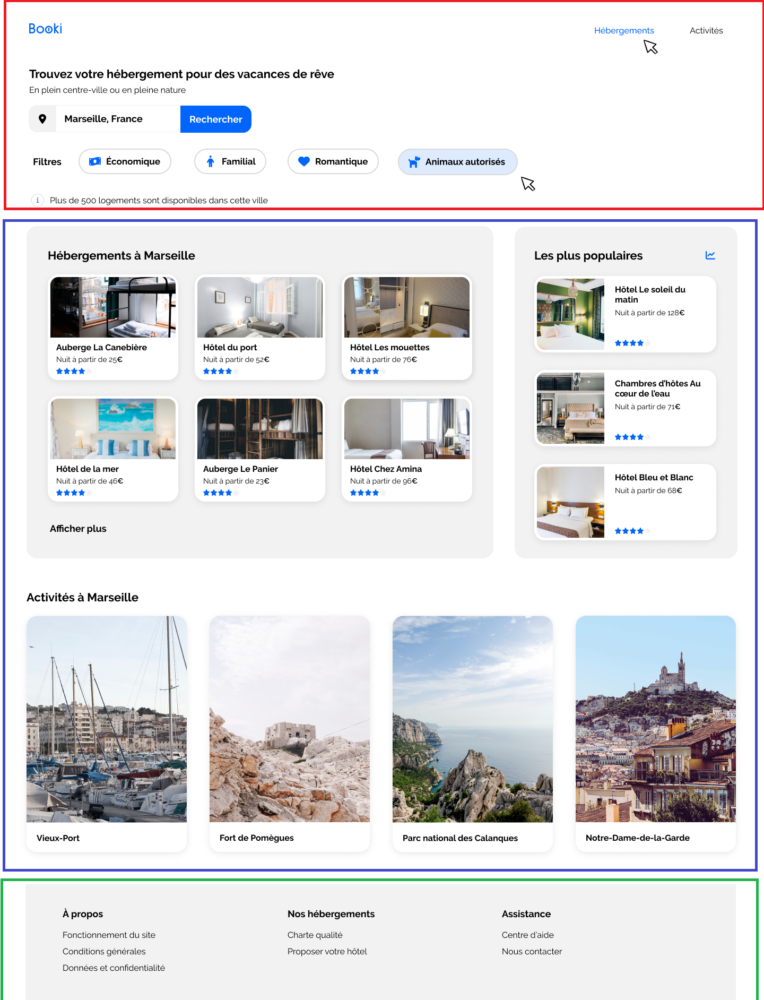 Booki
Hébergements
Activités
Trouvez votre hébergement pour des vacances de rêve
En plein centre-ville ou en pleine nature
Marseille, France
Rechercher
Filtres
Économique
Familial
Romantique
Animaux autorisés
Plus de 500 logements sont disponibles dans cette ville
Hébergements à Marseille
Auberge La Canebière
Nuit à partir de 25€
Hôtel du port
Nuit à partir de 52€
Hôtel Les mouettes
Nuit à partir de 76€
Hôtel de la mer
Nuit à partir de 46€
Auberge Le Panier
Nuit à partir de 23€
Hôtel Chez Amina
Nuit à partir de 96€
Afficher plus
Les plus populaires
Hôtel Le soleil du
matin
Nuit à partir de 128€
Chambres d'hôtes Au
cœur de l'eau
Nuit à partir de 71€
Hôtel Bleu et Blanc
Nuit à partir de 68€
Activités à Marseille
Vieux-Port
Fort de Pomègues
Parc national des Calanques
Notre-Dame-de-la-Garde
À propos
Fonctionnement du site
Conditions générales
Données et confidentialité
Nos hébergements
Charte qualité
Proposer votre hôtel
Assistance
Centre d'aide
Nous contacter